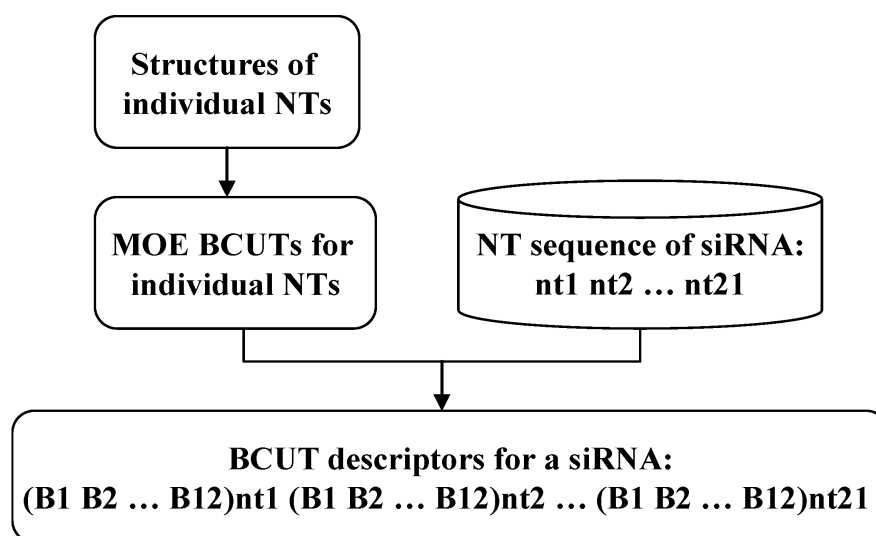 Structures of
individual NTs
MOE BCUTs for
individual NTs
NT sequence of siRNA:
nt1 nt2 … nt21
BCUT descriptors for a siRNA:
(B1 B2 … B12)nt1 (B1 B2 … B12)nt2 … (B1 B2 … B12)nt21